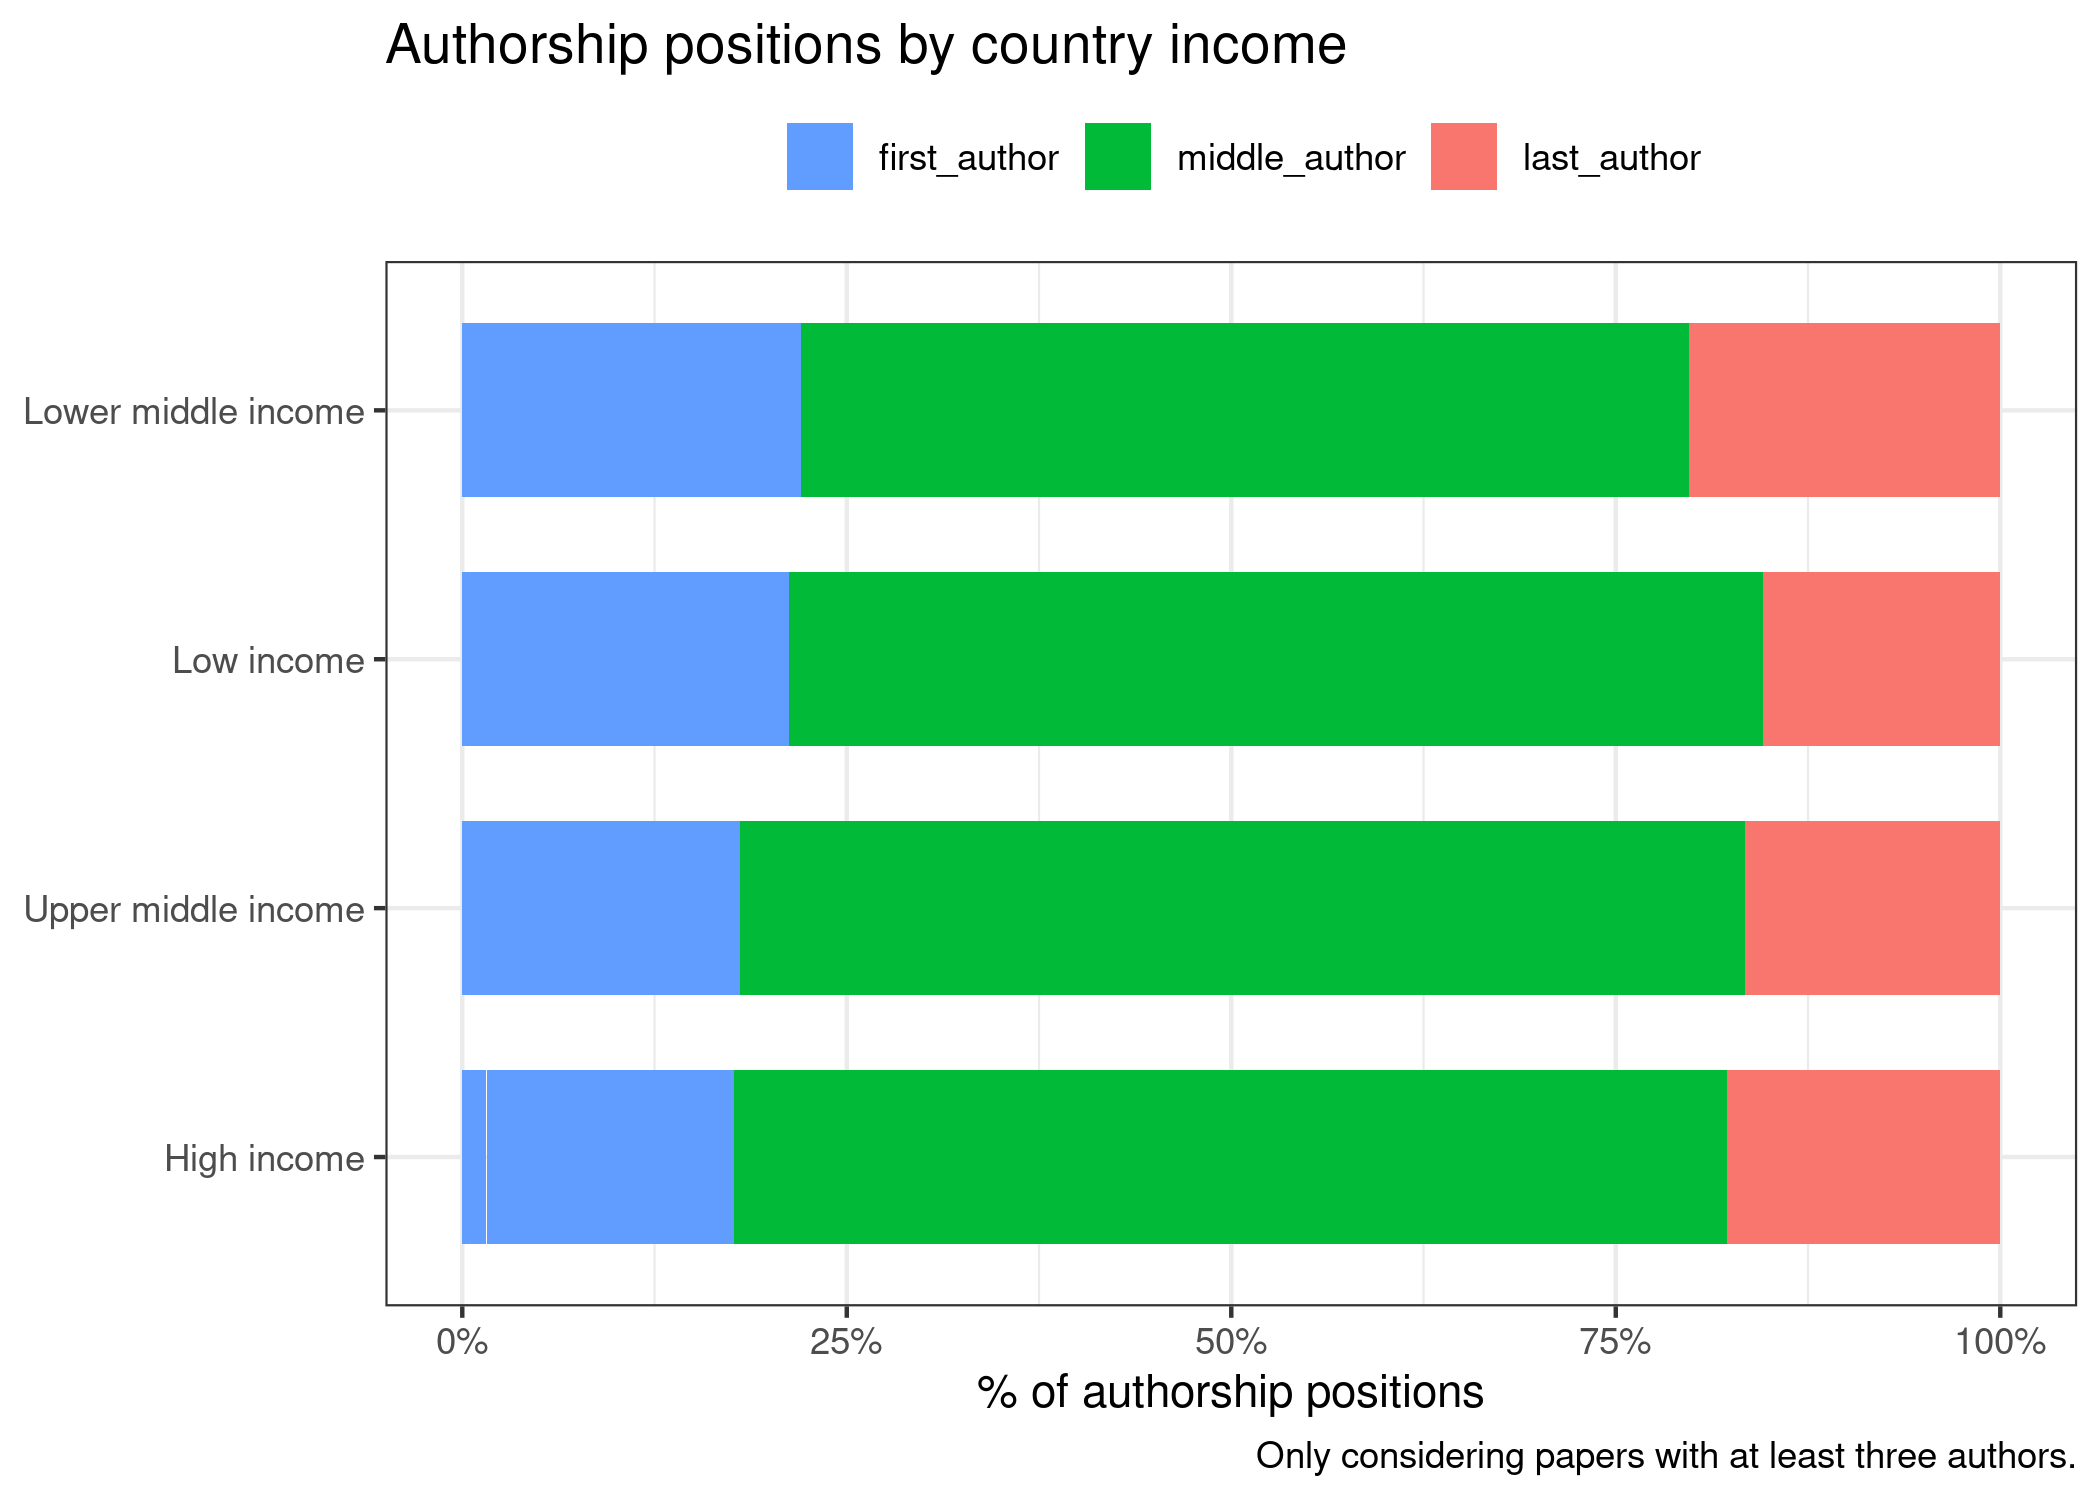 Authorship positions by country income
first_author middle_author last_author
Lower middle income
Low income
Upper middle income
High income
0% 25% 50% 75% 100%
% of authorship positions
Only considering papers with at least three authors.